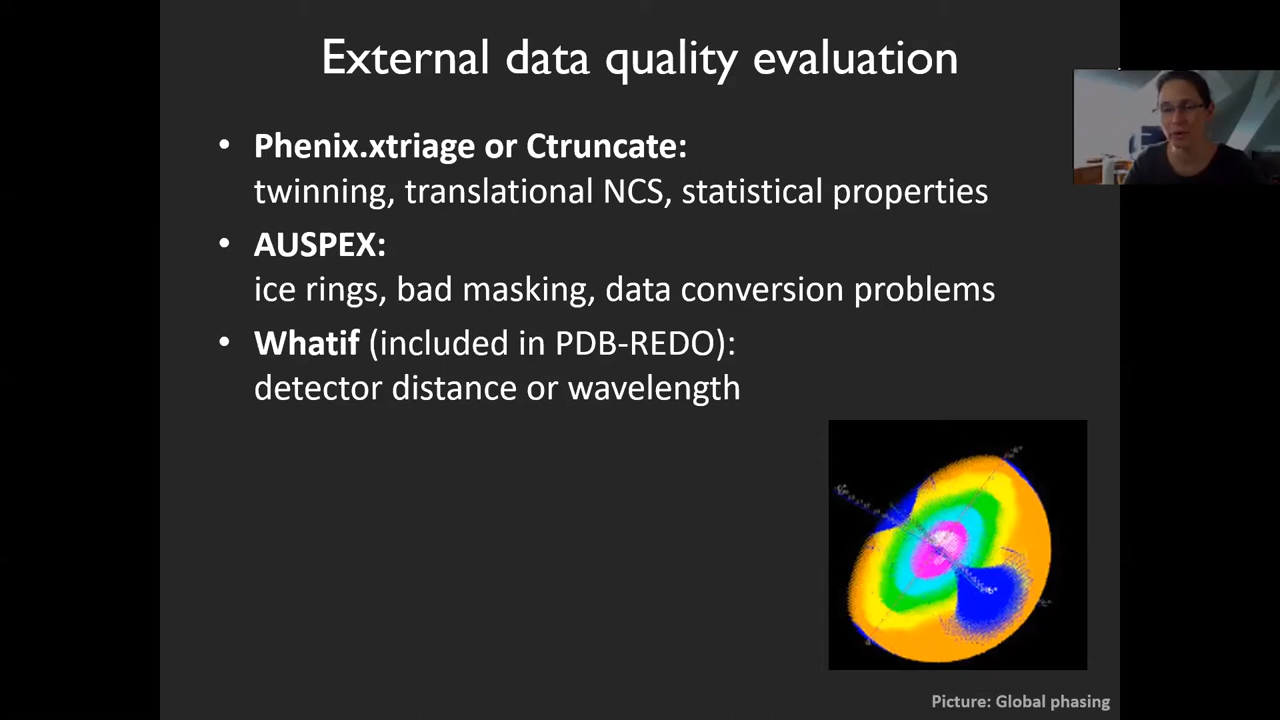 External data quality evaluation
• Phenix.xtriage or Ctruncate:
twinning, translational NCS, statistical properties
• AUSPEX:
ice rings, bad masking, data conversion problems
• Whatif (included in PDB-REDO):
detector distance or wavelength
Picture: Global phasing